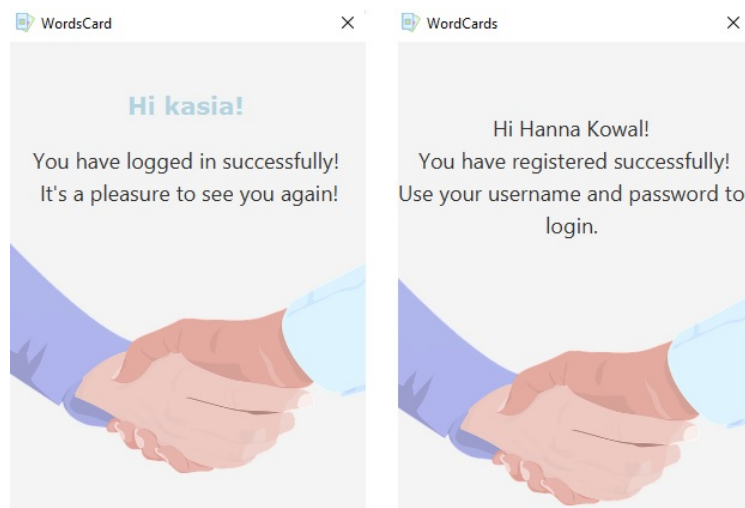 WordsCard
Hi kasia!
You have logged in successfully!
It's a pleasure to see you again!
WordCards
Hi Hanna Kowal!
You have registered successfully!
Use your username and password to
login.